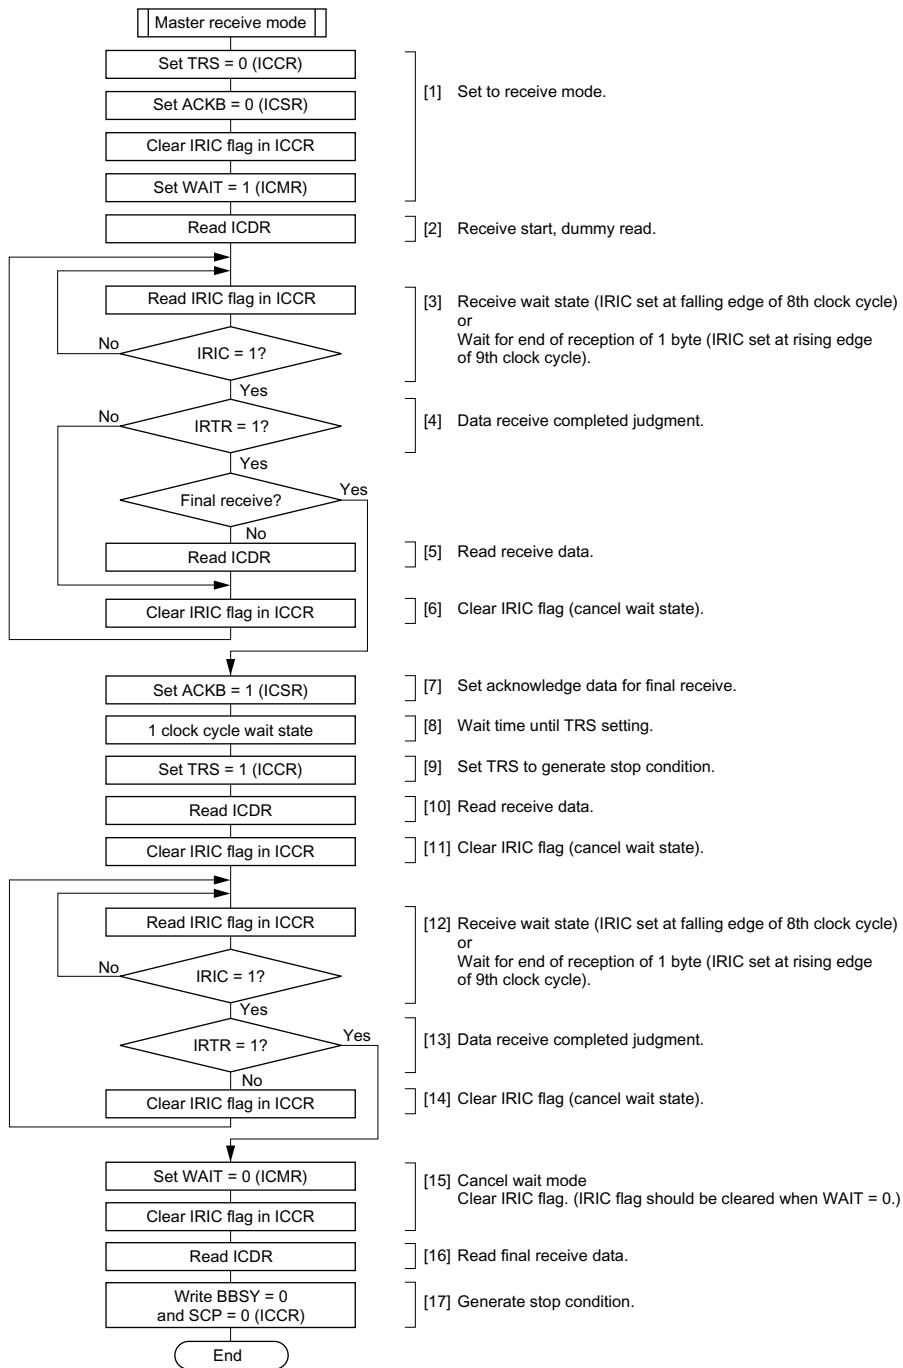 Master receive mode
Set TRS = 0 (ICCR)
[1] Set to receive mode.
Set ACKB = 0 (ICSR)
Clear IRIC flag in ICCR
Set WAIT = 1 (ICMR)
Read ICDR
[2] Receive start, dummy read.
Read IRIC flag in ICCR
[3] Receive wait state (IRIC set at falling edge of 8th clock cycle)
or
Wait for end of reception of 1 byte (IRIC set at rising edge
of 9th clock cycle).
No
IRIC = 1?
Yes
No
IRTR = 1?
[4] Data receive completed judgment.
Yes
Final receive?
Yes
No
Read ICDR
[5] Read receive data.
Clear IRIC flag in ICCR
[6] Clear IRIC flag (cancel wait state).
Set ACKB = 1 (ICSR)
[7] Set acknowledge data for final receive.
1 clock cycle wait state
[8] Wait time until TRS setting.
Set TRS = 1 (ICCR)
[9] Set TRS to generate stop condition.
Read ICDR
[10] Read receive data.
Clear IRIC flag in ICCR
[11] Clear IRIC flag (cancel wait state).
Read IRIC flag in ICCR
[12] Receive wait state (IRIC set at falling edge of 8th clock cycle)
or
Wait for end of reception of 1 byte (IRIC set at rising edge
of 9th clock cycle).
No
IRIC = 1?
Yes
IRTR = 1?
Yes
[13] Data receive completed judgment.
No
Clear IRIC flag in ICCR
[14] Clear IRIC flag (cancel wait state).
Set WAIT = 0 (ICMR)
[15] Cancel wait mode
Clear IRIC flag. (IRIC flag should be cleared when WAIT = 0.)
Clear IRIC flag in ICCR
Read ICDR
[16] Read final receive data.
Write BBSY = 0
and SCP = 0 (ICCR)
[17] Generate stop condition.
End